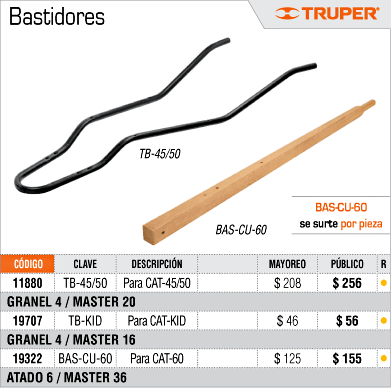 Bastidores
TRUPER®
TB-45/50
BAS-CU-60
BAS-CU-60
se surte por pieza
CÓDIGO CLAVE DESCRIPCIÓN MAYOREO PÚBLICO R
11880 TB-45/50 Para CAT-45/50 $ 208 $ 256
GRANEL 4 / MASTER 20
19707 TB-KID Para CAT-KID $ 46 $ 56
GRANEL 4 / MASTER 16
19322 BAS-CU-60 Para CAT-60 $ 125 $ 155
ATADO 6 / MASTER 36